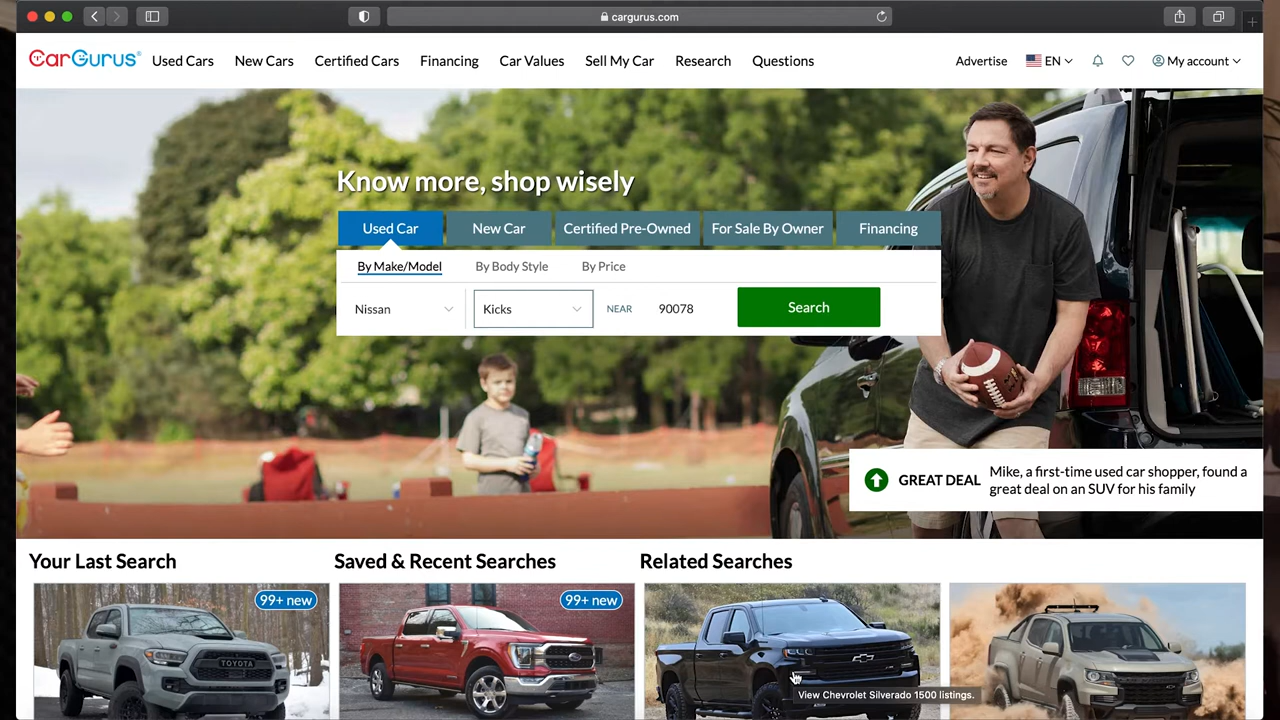 cargurus.com
CarGurus® Used Cars New Cars Certified Cars Financing Car Values Sell My Car Research Questions Advertise EN My account
Know more, shop wisely
Used Car New Car Certified Pre-Owned For Sale By Owner Financing
By Make/Model By Body Style By Price
Nissan Kicks NEAR 90078 Search
GREAT DEAL Mike, a first-time used car shopper, found a
great deal on an SUV for his family
Your Last Search Saved & Recent Searches Related Searches
99+ new 99+ new
TOYOTA
View Chevrolet Silverado 1500 listings.